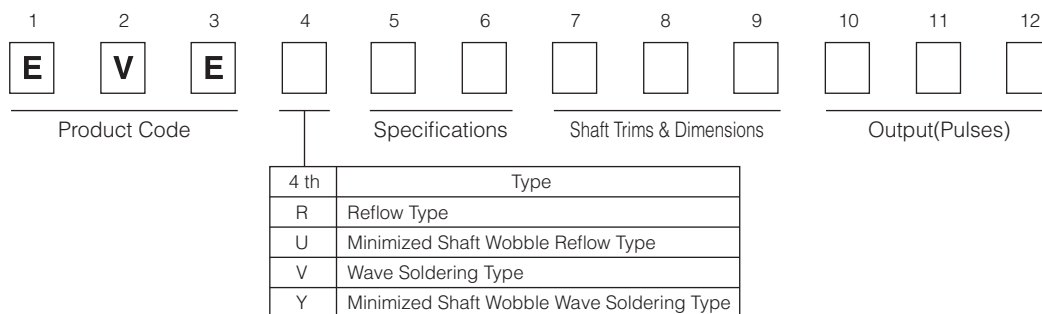 1 2 3 4 5 6 7 8 9 10 11 12
E V E
Product Code Specifications Shaft Trims & Dimensions Output(Pulses)
4 th Type
R Reflow Type
U Minimized Shaft Wobble Reflow Type
V Wave Soldering Type
Y Minimized Shaft Wobble Wave Soldering Type